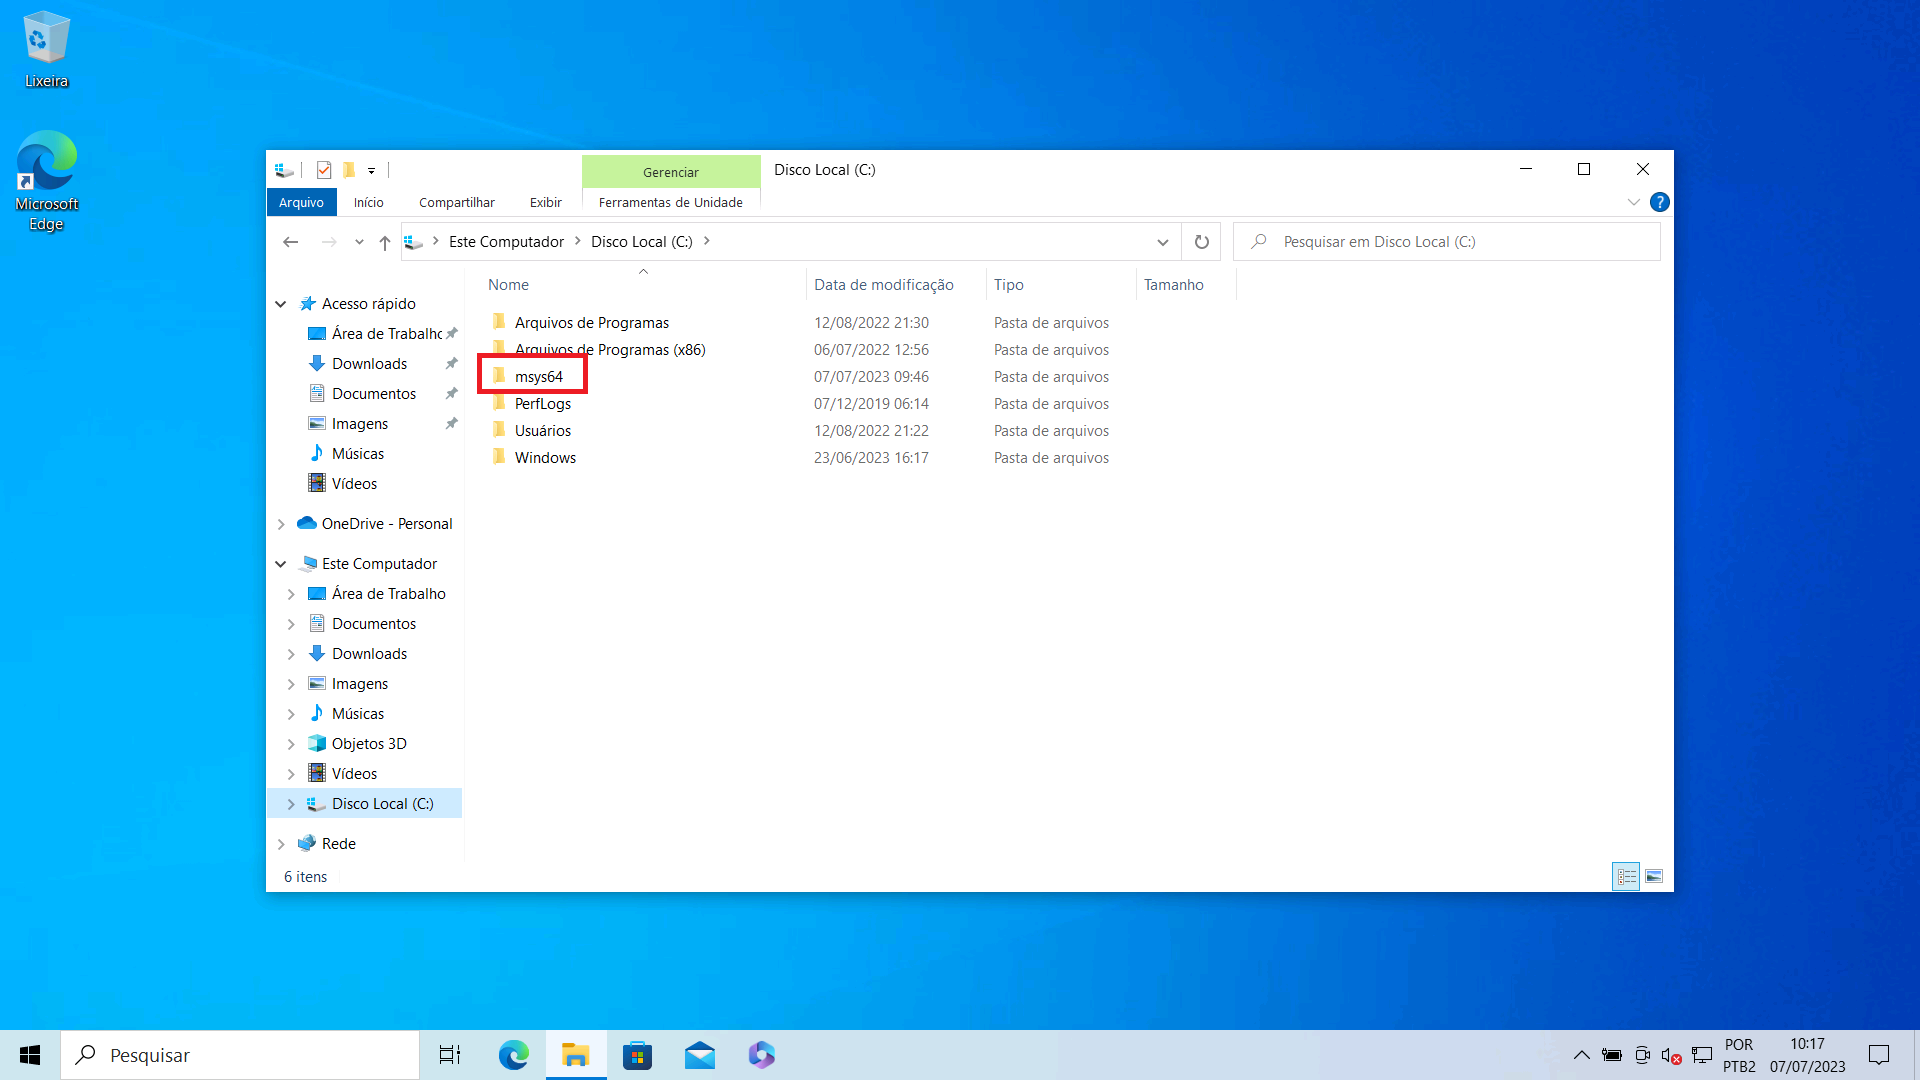 Lixeira
Microsoft
Edge
Gerenciar
Disco Local (C:)
Arquivo
Início
Compartilhar
Exibir
Ferramentas de Unidade
?
Este Computador
Disco Local (C:)
Pesquisar em Disco Local (C:)
Nome
Data de modificação
Tipo
Tamanho
Arquivos de Programas 12/08/2022 21:30 Pasta de arquivos
Arquivos de Programas (x86) 06/07/2022 12:56 Pasta de arquivos
msys64 07/07/2023 09:46 Pasta de arquivos
PerfLogs 07/12/2019 06:14 Pasta de arquivos
Usuários 12/08/2022 21:22 Pasta de arquivos
Windows 23/06/2023 16:17 Pasta de arquivos
Acesso rápido
Área de Trabalho
Downloads
Documentos
Imagens
Músicas
Vídeos
OneDrive - Personal
Este Computador
Área de Trabalho
Documentos
Downloads
Imagens
Músicas
Objetos 3D
Vídeos
Disco Local (C:)
Rede
6 itens
Pesquisar
POR
PTB2
10:17
07/07/2023